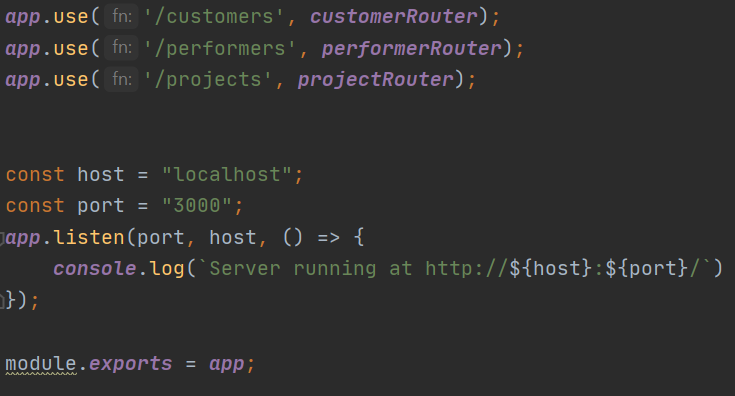 app.use( fn: '/customers', customerRouter);
app.use( fn: '/performers', performerRouter);
app.use( fn: '/projects', projectRouter);
const host = "localhost";
const port = "3000";
app.listen(port, host, () => {
    console.log(`Server running at http://${host}:${port}/`)
});
module.exports = app;